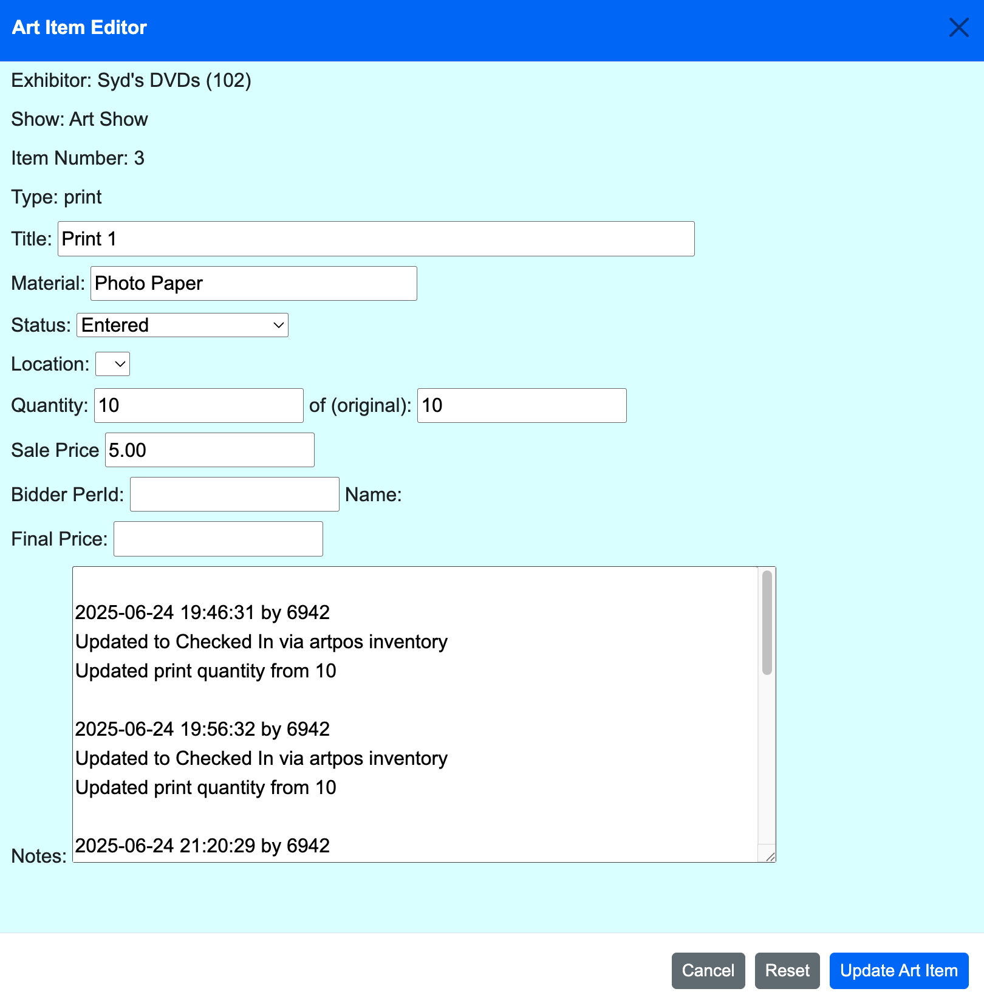 Art Item Editor
Exhibitor: Syd's DVDs (102)
Show: Art Show
Item Number: 3
Type: print
Title: Print 1
Material: Photo Paper
Status: Entered
Location:
Quantity: 10 of (original): 10
Sale Price 5.00
Bidder PerId: Name:
Final Price:
2025-06-24 19:46:31 by 6942
Updated to Checked In via artpos inventory
Updated print quantity from 10
2025-06-24 19:56:32 by 6942
Updated to Checked In via artpos inventory
Updated print quantity from 10
2025-06-24 21:20:29 by 6942
Notes:
Cancel Reset Update Art Item